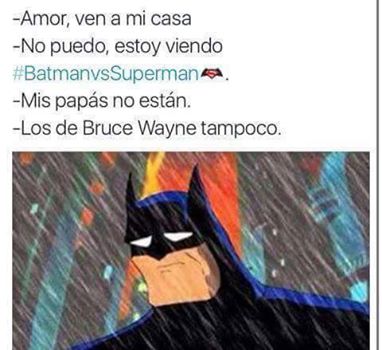 -Amor, ven a mi casa
-No puedo, estoy viendo
#BatmanvsSuperman.
-Mis papás no están.
-Los de Bruce Wayne tampoco.